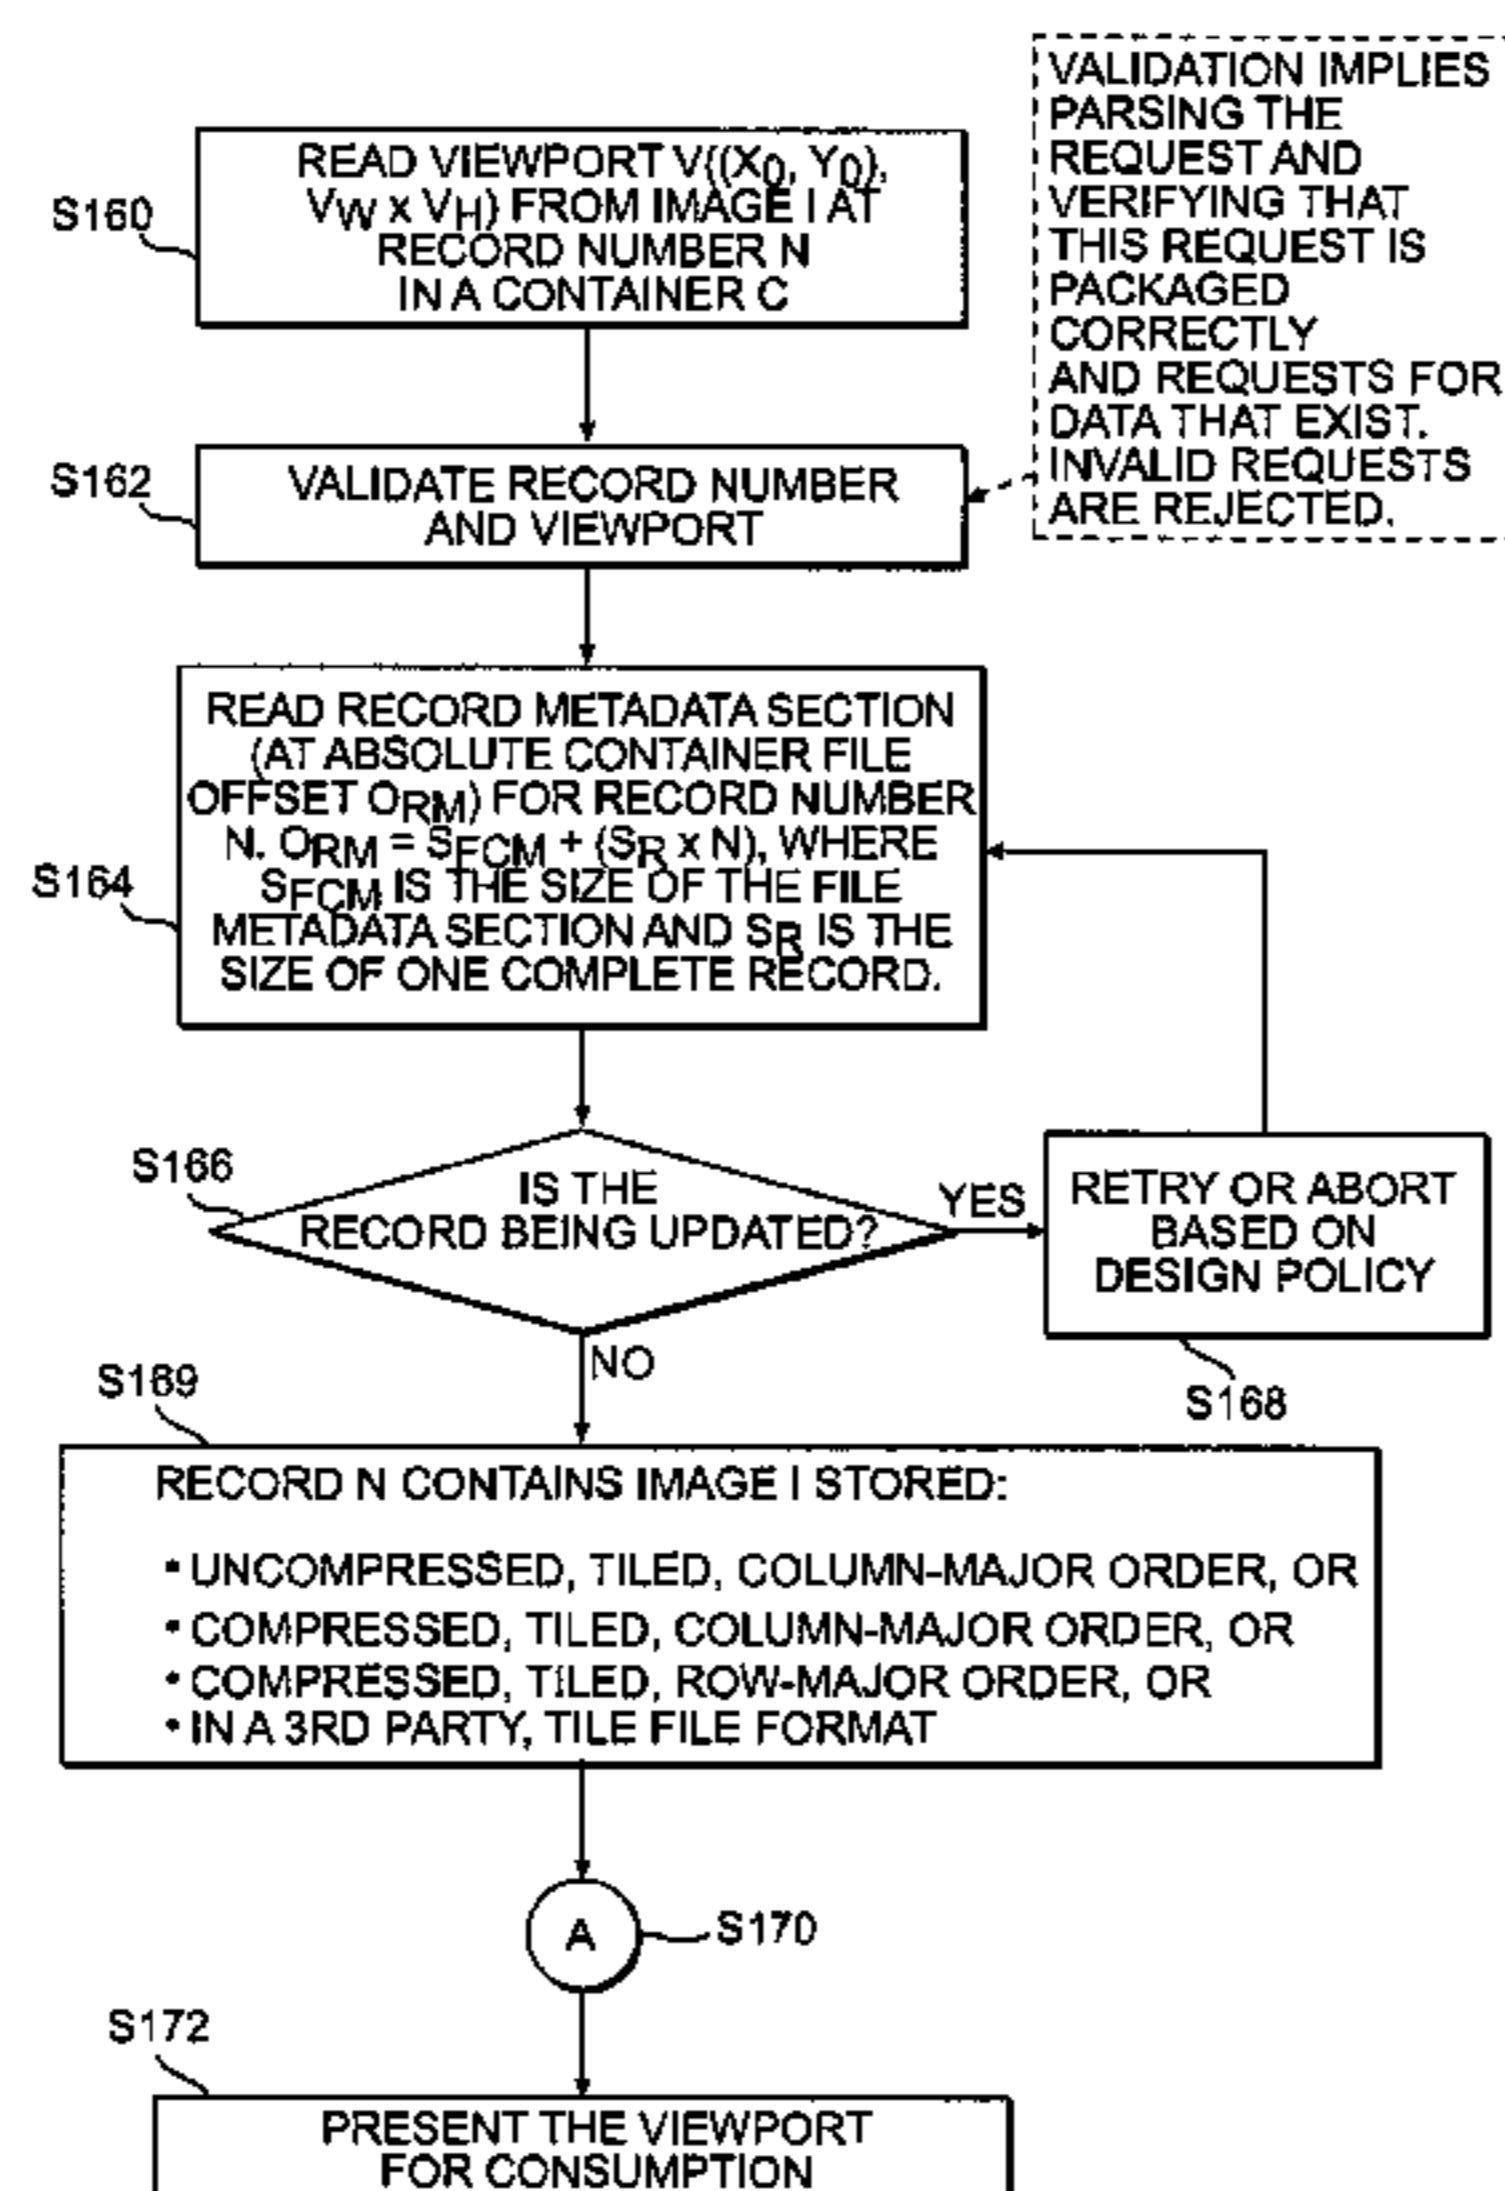 VALIDATION IMPLIES
PARSING THE
REQUEST AND
VERIFYING THAT
THIS REQUEST IS
PACKAGED
CORRECTLY
AND REQUESTS FOR
DATA THAT EXIST.
INVALID REQUESTS
ARE REJECTED.
S160
READ VIEWPORT V((X0, Y0),
VW x VH) FROM IMAGE I AT
RECORD NUMBER N
IN A CONTAINER C
S162
VALIDATE RECORD NUMBER
AND VIEWPORT
S164
READ RECORD METADATA SECTION
(AT ABSOLUTE CONTAINER FILE
OFFSET ORM) FOR RECORD NUMBER
N. ORM = SFCM + (SR x N), WHERE
SFCM IS THE SIZE OF THE FILE
METADATA SECTION AND SR IS THE
SIZE OF ONE COMPLETE RECORD.
S166
IS THE
RECORD BEING UPDATED?
YES
RETRY OR ABORT
BASED ON
DESIGN POLICY
S168
NO
S169
RECORD N CONTAINS IMAGE I STORED:
• UNCOMPRESSED, TILED, COLUMN-MAJOR ORDER, OR
• COMPRESSED, TILED, COLUMN-MAJOR ORDER, OR
• COMPRESSED, TILED, ROW-MAJOR ORDER, OR
• IN A 3RD PARTY, TILE FILE FORMAT
A
S170
S172
PRESENT THE VIEWPORT
FOR CONSUMPTION